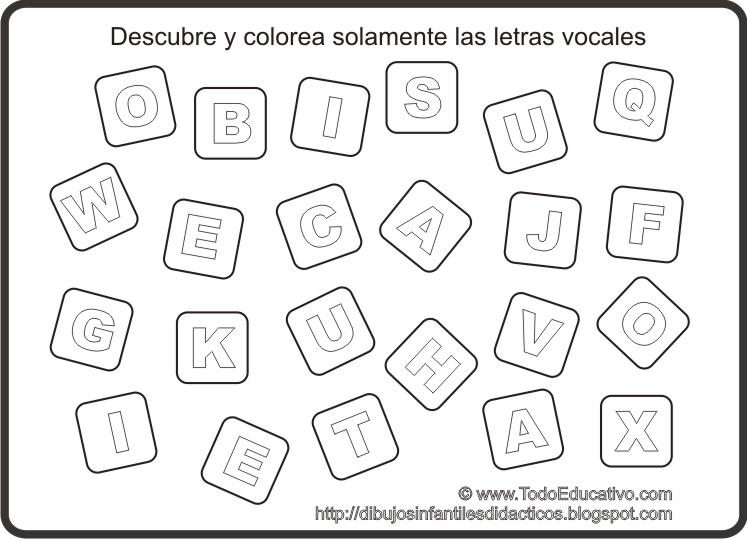 Descubre y colorea solamente las letras vocales
O B I S U Q
W E C A J F
G K U H V O
I E T A X
© www.TodoEducativo.com
http://dibujosinfantilesdidacticos.blogspot.com